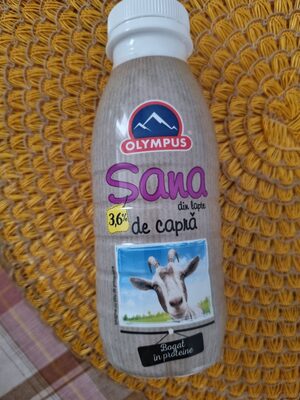 OLYMPUS
Sana
din lapte
3,6%
de capră
Bogat
în proteine